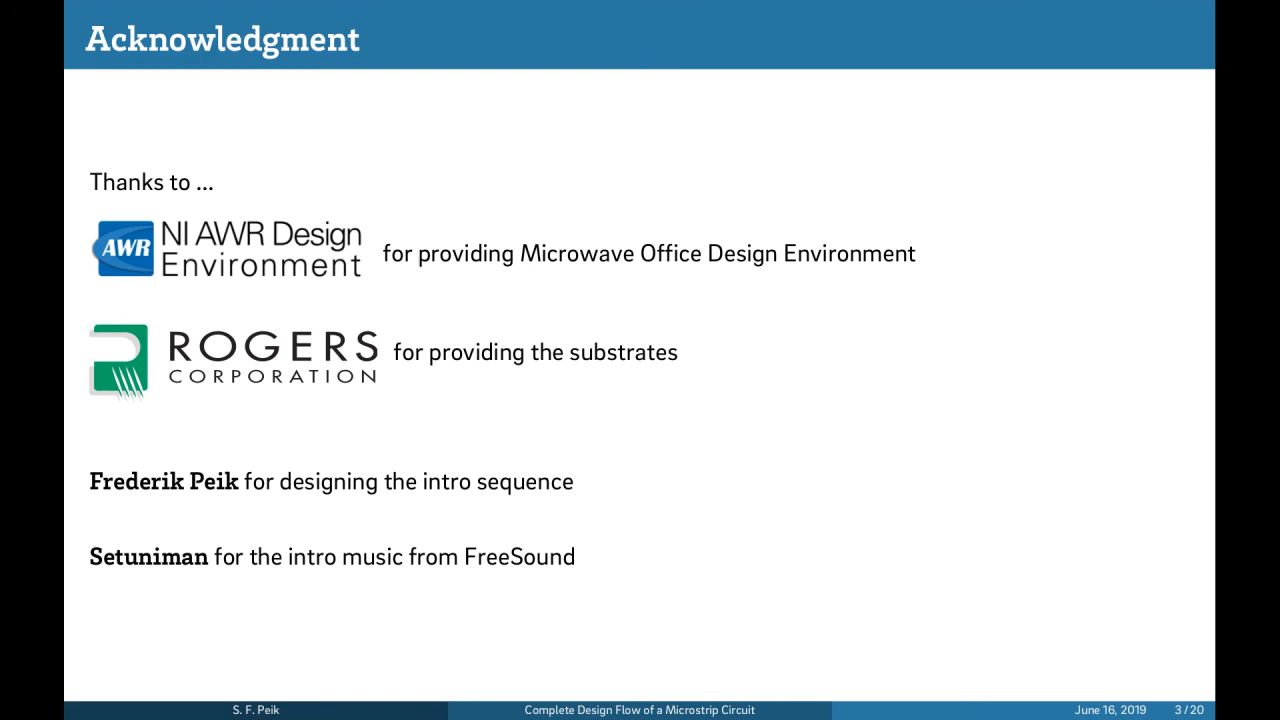 Acknowledgment
Thanks to ...
AWR NI AWR Design
Environment
for providing Microwave Office Design Environment
ROGERS
CORPORATION
for providing the substrates
Frederik Peik for designing the intro sequence
Setuniman for the intro music from FreeSound
S. F. Peik Complete Design Flow of a Microstrip Circuit June 16, 2019 3 / 20